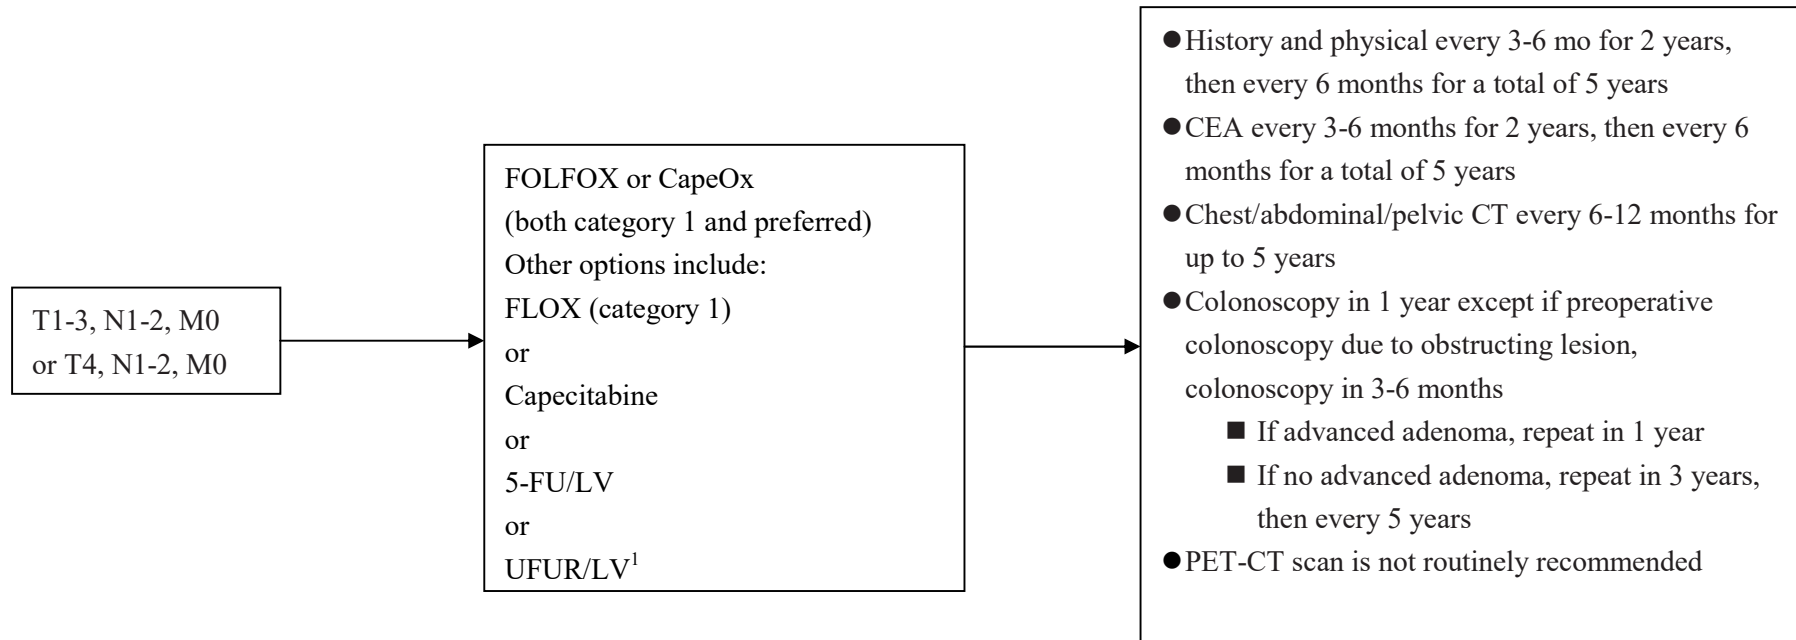 T1-3, N1-2, M0
or T4, N1-2, M0
FOLFOX or CapeOx
(both category 1 and preferred)
Other options include:
FLOX (category 1)
or
Capecitabine
or
5-FU/LV
or
UFUR/LV¹
● History and physical every 3-6 mo for 2 years,
then every 6 months for a total of 5 years
● CEA every 3-6 months for 2 years, then every 6
months for a total of 5 years
● Chest/abdominal/pelvic CT every 6-12 months for
up to 5 years
● Colonoscopy in 1 year except if preoperative
colonoscopy due to obstructing lesion,
colonoscopy in 3-6 months
■ If advanced adenoma, repeat in 1 year
■ If no advanced adenoma, repeat in 3 years,
then every 5 years
● PET-CT scan is not routinely recommended